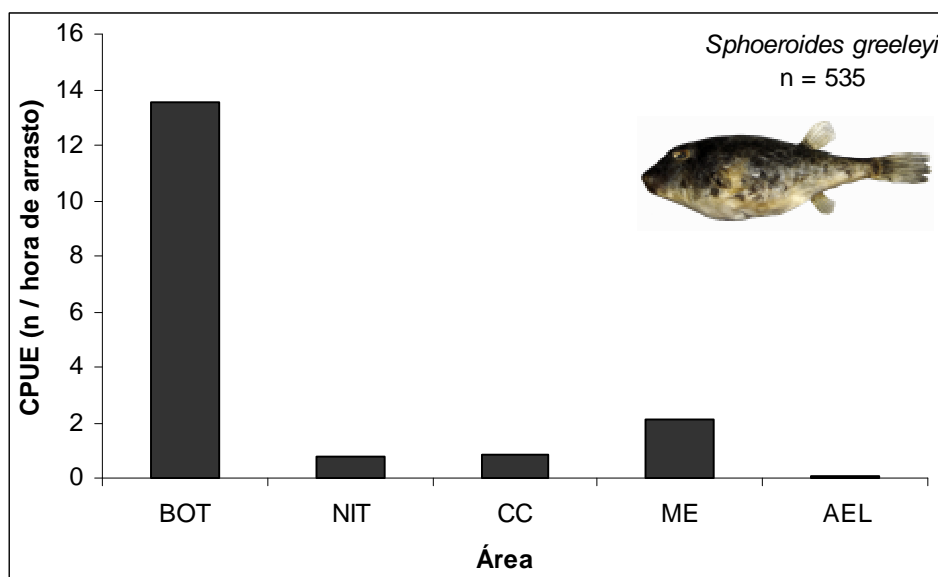 Sphoeroides greeleyi
n = 535
CPUE (n / hora de arrasto)
16
14
12
10
8
6
4
2
0
BOT NIT CC ME AEL
Área